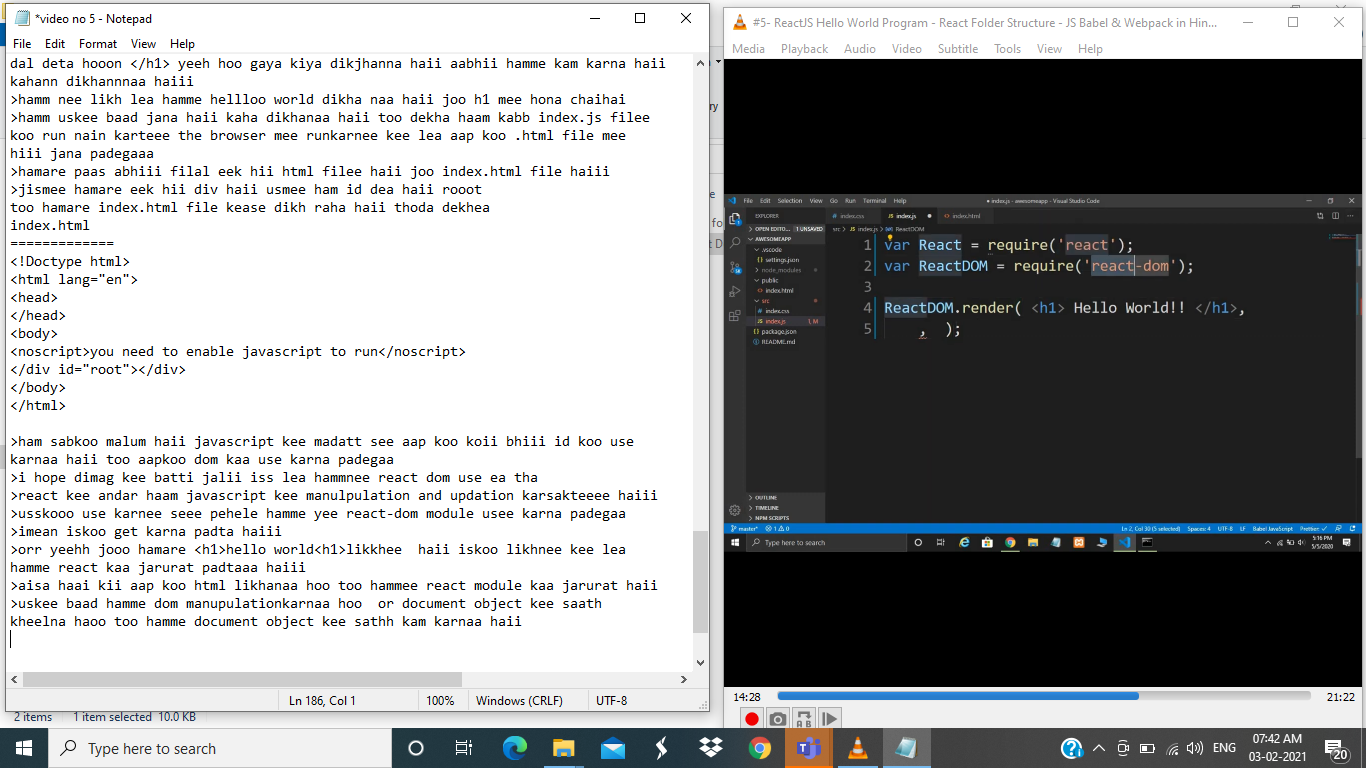 *video no 5 - Notepad
File Edit Format View Help
dal deta hooon </h1> yeeh hoo gaya kiya dikjhanna haii aabhii hamme kam karna haii
kahann dikhannnaa haiii
>hamm nee likh lea hamme hellloo world dikha naa haii joo h1 mee hona chaihai
>hamm uskee baad jana haii kaha dikhanaa haii too dekha haam kabb index.js filee
koo run nain karteee the browser mee runkarnee kee lea aap koo .html file mee
hiii jana padegaaa
>hamare paas abhiii filal eek hii html filee haii joo index.html file haiii
>jismee hamare eek hii div haii usmee ham id dea haii rooot
too hamare index.html file kease dikh raha haii thoda dekhea
index.html
=============
<!Doctype html>
<html lang="en">
<head>
</head>
<body>
<noscript>you need to enable javascript to run</noscript>
</div id="root"></div>
</body>
</html>
>ham sabkoo malum haii javascript kee madatt see aap koo koii bhiii id koo use
karnaa haii too aapkoo dom kaa use karna padegaa
>i hope dimag kee batti jalii iss lea hammnee react dom use ea tha
>react kee andar haam javascript kee manulpulation and updation karsakteeee haiii
>usskooo use karnee seee pehele hamme yee react-dom module usee karna padegaa
>imean iskoo get karna padta haiii
>orr yeehh jooo hamare <h1>hello world<h1>likkhee  haii iskoo likhnee kee lea
hamme react kaa jarurat padtaaa haiii
>aisa haai kii aap koo html likhanaa hoo too hammee react module kaa jarurat haii
>uskee baad hamme dom manupulationkarnaa hoo  or document object kee saath
kheelna haoo too hamme document object kee sathh kam karnaa haii
Ln 186, Col 1 100% Windows (CRLF) UTF-8
2 items 1 item selected 10.0 KB
#5- ReactJS Hello World Program - React Folder Structure - JS Babel & Webpack in Hin...
Media Playback Audio Video Subtitle Tools View Help
File Edit Selection View Go Run Terminal Help
index.js - awesomeapp - Visual Studio Code
EXPLORER
index.css index.js index.html
OPEN EDITO... 1 UNSAVED
src > index.js > ReactDOM
AWESOMEAPP
.vscode
settings.json
node_modules
public
index.html
src
index.css
index.js 1, M
package.json
README.md
1 var React = require('react');
2 var ReactDOM = require('react-dom');
3
4 ReactDOM.render( <h1> Hello World!! </h1>,
5 , );
OUTLINE
TIMELINE
NPM SCRIPTS
master* 1 0 Ln 2, Col 30 (5 selected) Spaces: 4 UTF-8 LF Babel JavaScript Prettier: ✓
Type here to search
5:16 PM
5/5/2020
14:28 21:22
Type here to search
ENG
07:42 AM
03-02-2021
20